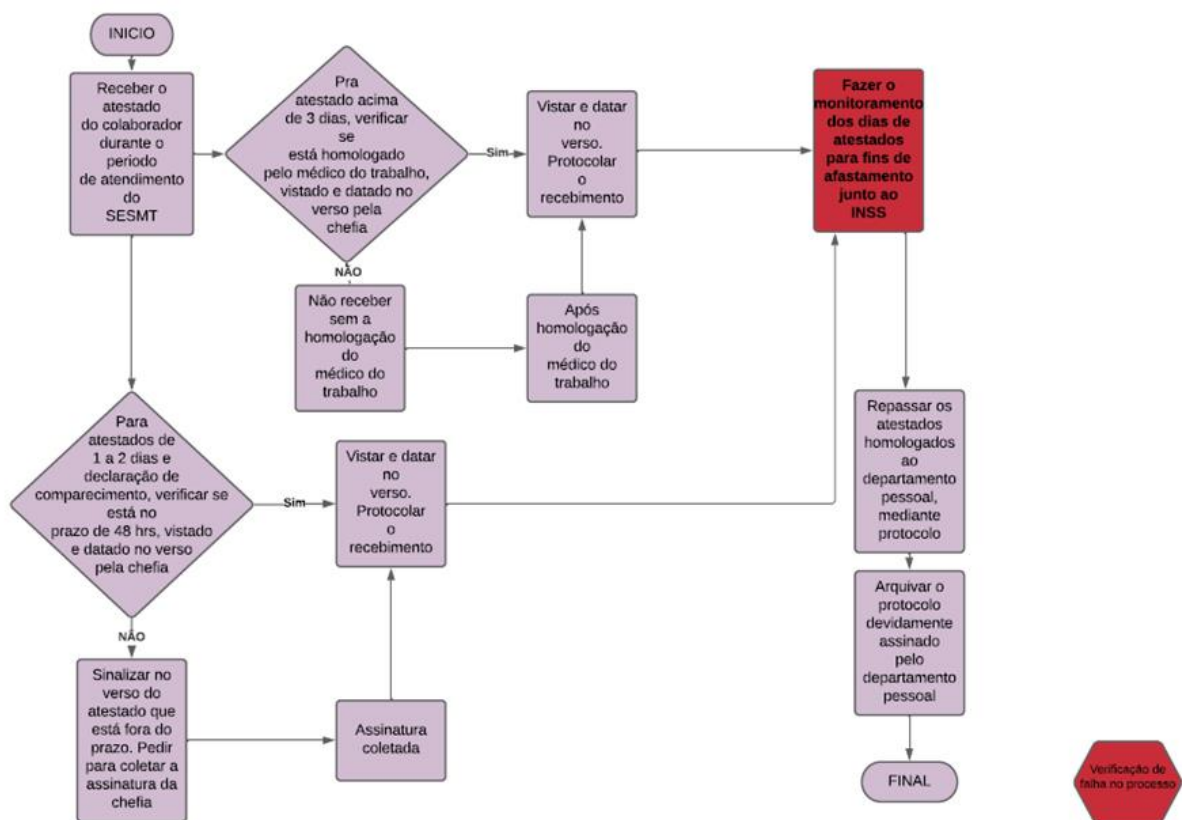 INICIO
Receber o
atestado
do colaborador
durante o
periodo
de atendimento
do
SESMT
Pra
atestado acima
de 3 dias, verificar
se
está homologado
pelo médico do trabalho,
vistado e datado no
verso pela
chefia
Sim
Vistar e datar
no
verso.
Protocolar
o
recebimento
Fazer o
monitoramento
dos dias de
atestados
para fins de
afastamento
junto ao
INSS
NÃO
Não receber
sem a
homologação
do
médico do
trabalho
Após
homologação
do
médico do
trabalho
Para
atestados de
1 a 2 dias e
declaração de
comparecimento, verificar se
está no
prazo de 48 hrs, vistado
e datado no verso
pela chefia
Sim
Vistar e datar
no
verso.
Protocolar
o
recebimento
Repassar os
atestados
homologados
ao
departamento
pessoal,
mediante
protocolo
NÃO
Sinalizar no
verso do
atestado que
está fora do
prazo. Pedir
para coletar a
assinatura da
chefia
Assinatura
coletada
Arquivar o
protocolo
devidamente
assinado
pelo
departamento
pessoal
FINAL
Verificação de
falha no processo